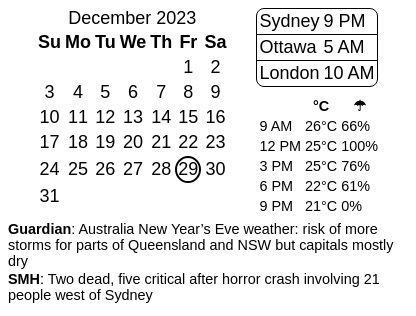 December 2023
Su Mo Tu We Th Fr Sa
1 2
3 4 5 6 7 8 9
10 11 12 13 14 15 16
17 18 19 20 21 22 23
24 25 26 27 28 29 30
31
Sydney 9 PM
Ottawa 5 AM
London 10 AM
°C ☂
9 AM 26°C 66%
12 PM 25°C 100%
3 PM 25°C 76%
6 PM 22°C 61%
9 PM 21°C 0%
Guardian: Australia New Year’s Eve weather: risk of more
storms for parts of Queensland and NSW but capitals mostly
dry
SMH: Two dead, five critical after horror crash involving 21
people west of Sydney